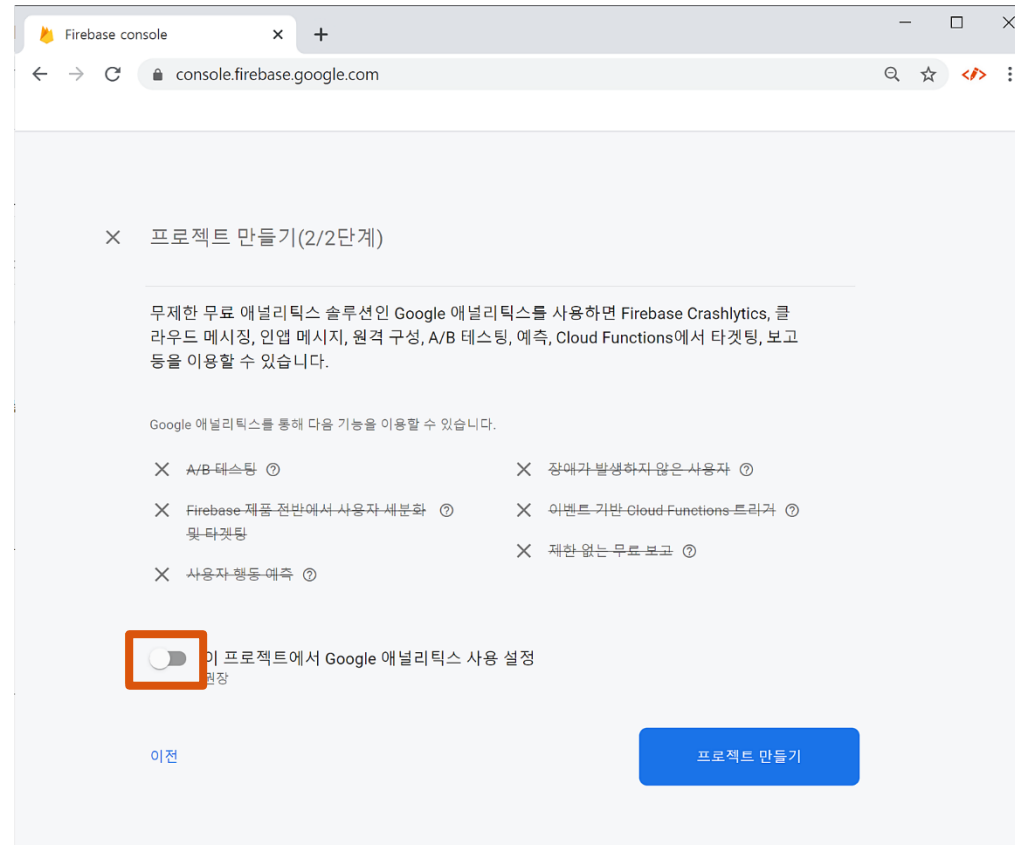 Firebase console
console.firebase.google.com
프로젝트 만들기(2/2단계)
무제한 무료 애널리틱스 솔루션인 Google 애널리틱스를 사용하면 Firebase Crashlytics, 클
라우드 메시징, 인앱 메시지, 원격 구성, A/B 테스팅, 예측, Cloud Functions에서 타겟팅, 보고
등을 이용할 수 있습니다.
Google 애널리틱스를 통해 다음 기능을 이용할 수 있습니다.
A/B 테스팅
Firebase 제품 전반에서 사용자 세분화
및 타겟팅
사용자 행동 예측
장애가 발생하지 않은 사용자
이벤트 기반 Cloud Functions 트리거
제한 없는 무료 보고
이 프로젝트에서 Google 애널리틱스 사용 설정
권장
이전
프로젝트 만들기